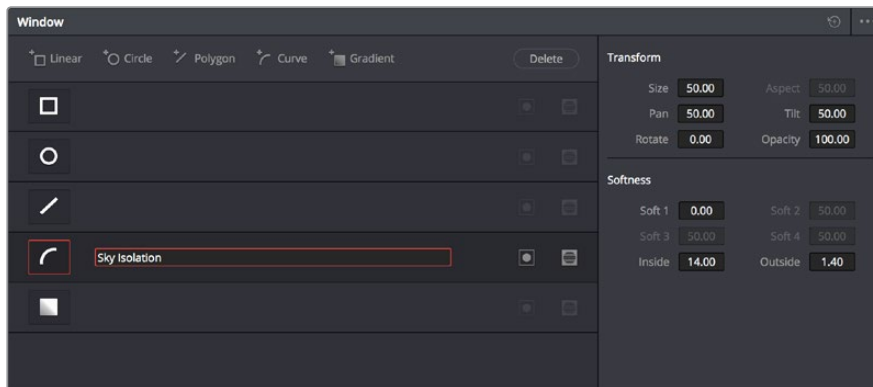 Window
Linear Circle Polygon Curve Gradient Delete
Sky Isolation
Transform
Size 50.00 Aspect 50.00
Pan 50.00 Tilt 50.00
Rotate 0.00 Opacity 100.00
Softness
Soft 1 0.00 Soft 2 50.00
Soft 3 50.00 Soft 4 50.00
Inside 14.00 Outside 1.40